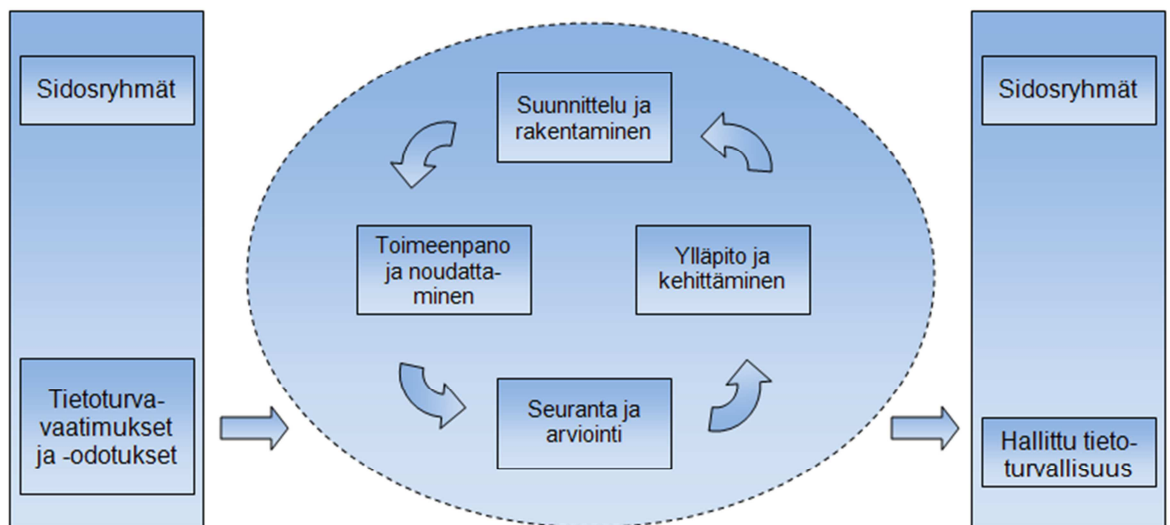 Sidosryhmät
Tietoturva-
vaatimukset
ja -odotukset
Suunnittelu ja
rakentaminen
Toimeenpano
ja noudatta-
minen
Ylläpito ja
kehittäminen
Seuranta ja
arviointi
Sidosryhmät
Hallittu tieto-
turvallisuus